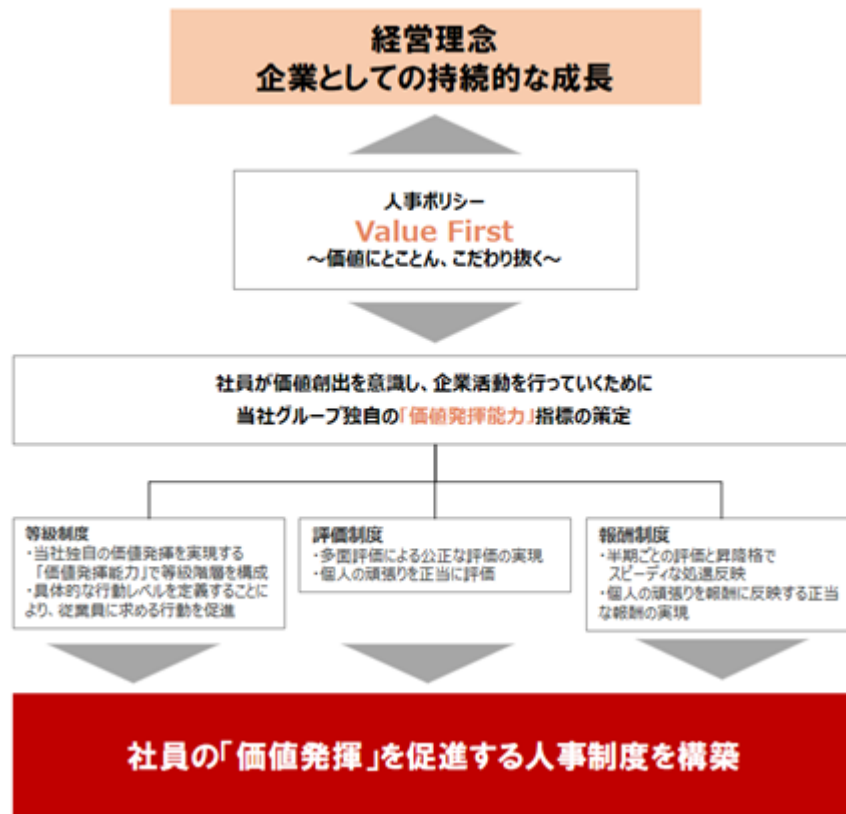 経営理念
企業としての持続的な成長
人事ポリシー
Value First
～価値にとことん、こだわり抜く～
社員が価値創出を意識し、企業活動を行っていくために
当社グループ独自の「価値発揮能力」指標の策定
等級制度
・当社独自の価値発揮を実現する
「価値発揮能力」で等級階層を構成
・具体的な行動レベルを定義することに
より、従業員に求める行動を促進
評価制度
・多面評価による公正な評価の実現
・個人の頑張りを正当に評価
報酬制度
・半期ごとの評価と昇降格で
スピーディな処遇反映
・個人の頑張りを報酬に反映する正当
な報酬の実現
社員の「価値発揮」を促進する人事制度を構築